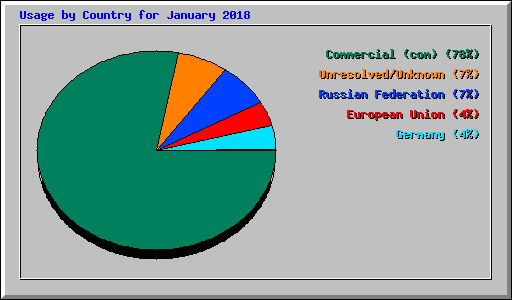 Usage by Country for January 2018
Commercial (com) (78%)
Unresolved/Unknown (7%)
Russian Federation (7%)
European Union (4%)
Germany (4%)